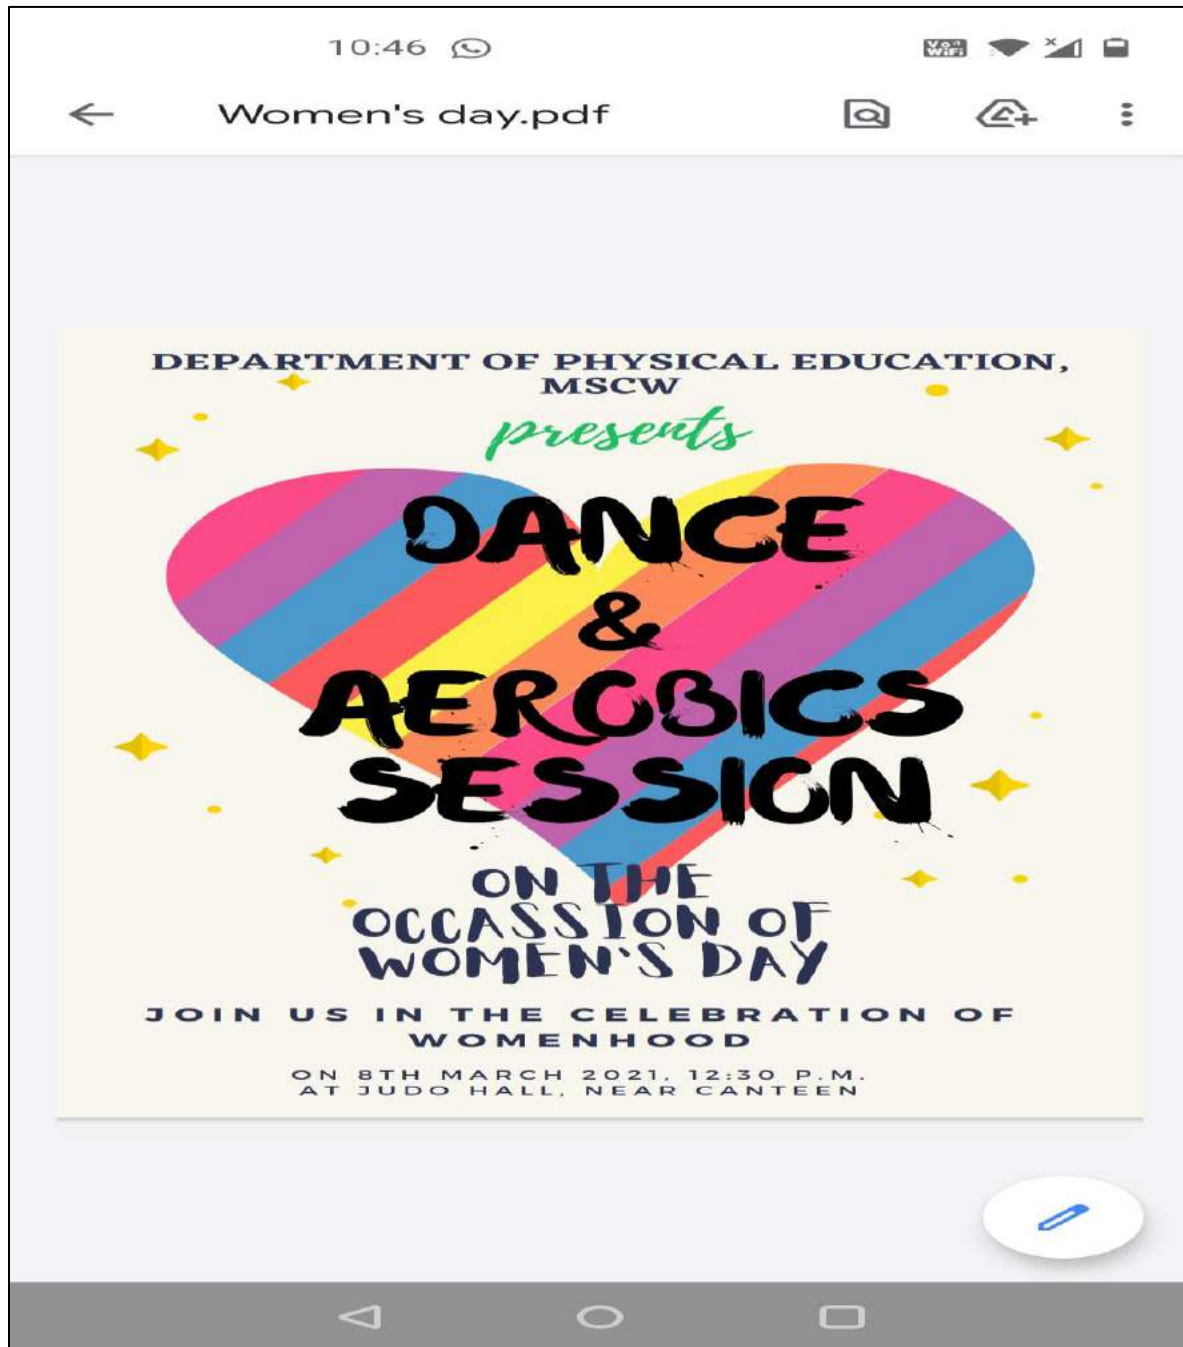 10:46
Vo))
WiFi
Women's day.pdf
DEPARTMENT OF PHYSICAL EDUCATION,
MSCW
presents
DANCE
&
AEROBICS
SESSION
ON THE
OCCASSION OF
WOMEN'S DAY
JOIN US IN THE CELEBRATION OF
WOMENHOOD
ON 8TH MARCH 2021, 12:30 P.M.
AT JUDO HALL, NEAR CANTEEN